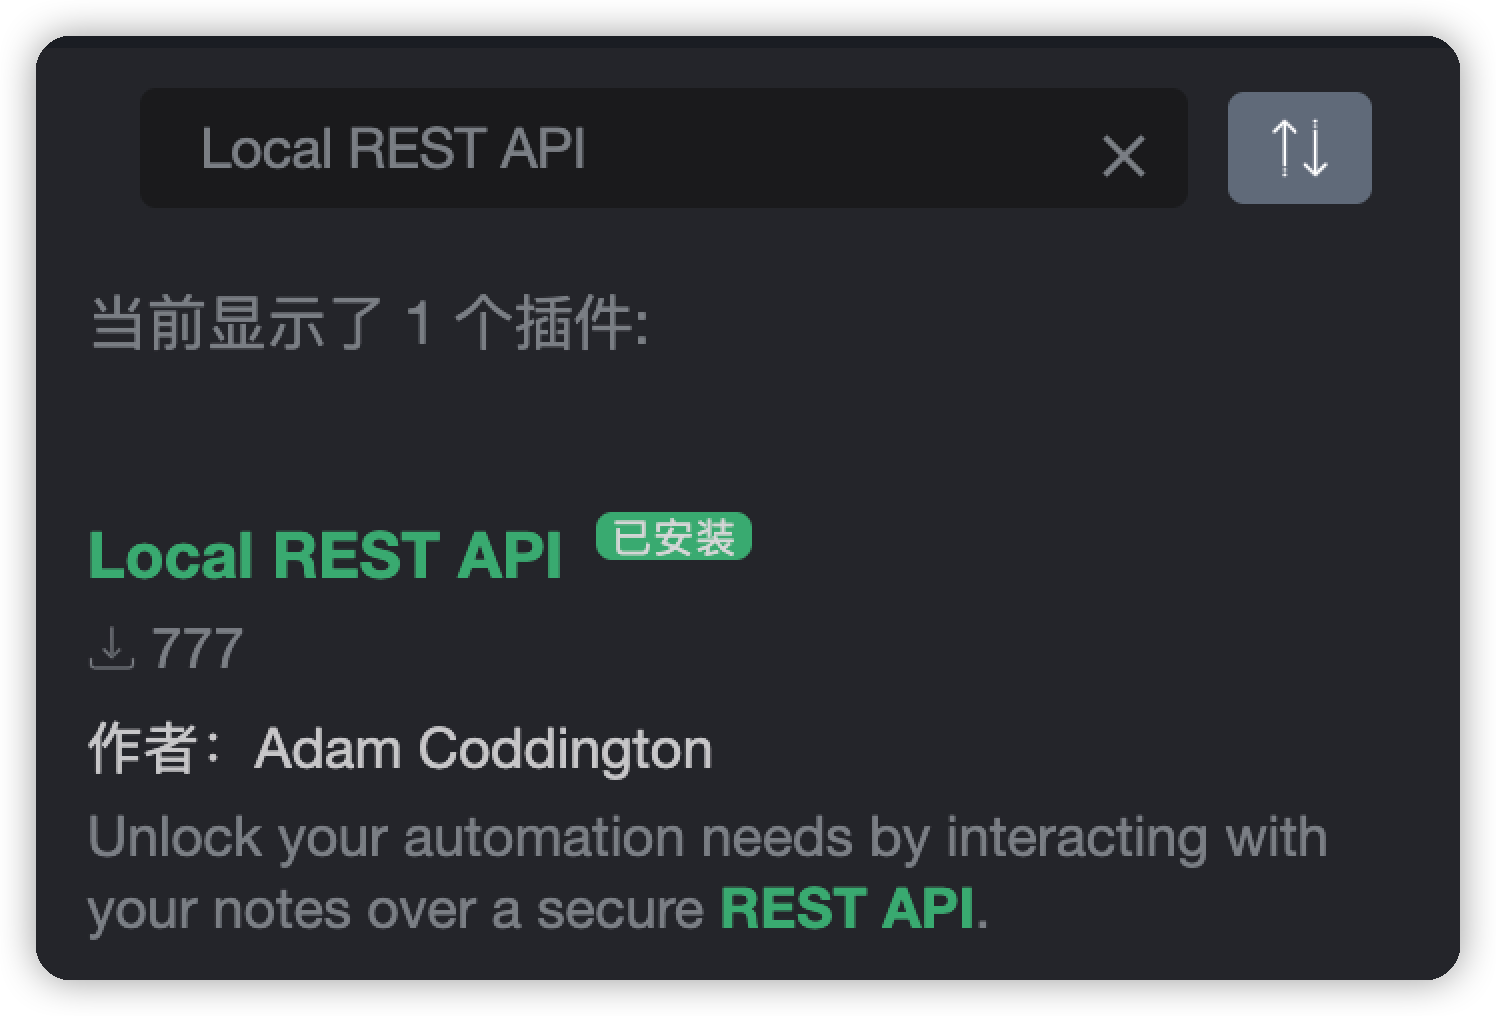 Local REST API
当前显示了 1 个插件:
Local REST API 已安装
777
作者：Adam Coddington
Unlock your automation needs by interacting with
your notes over a secure REST API.